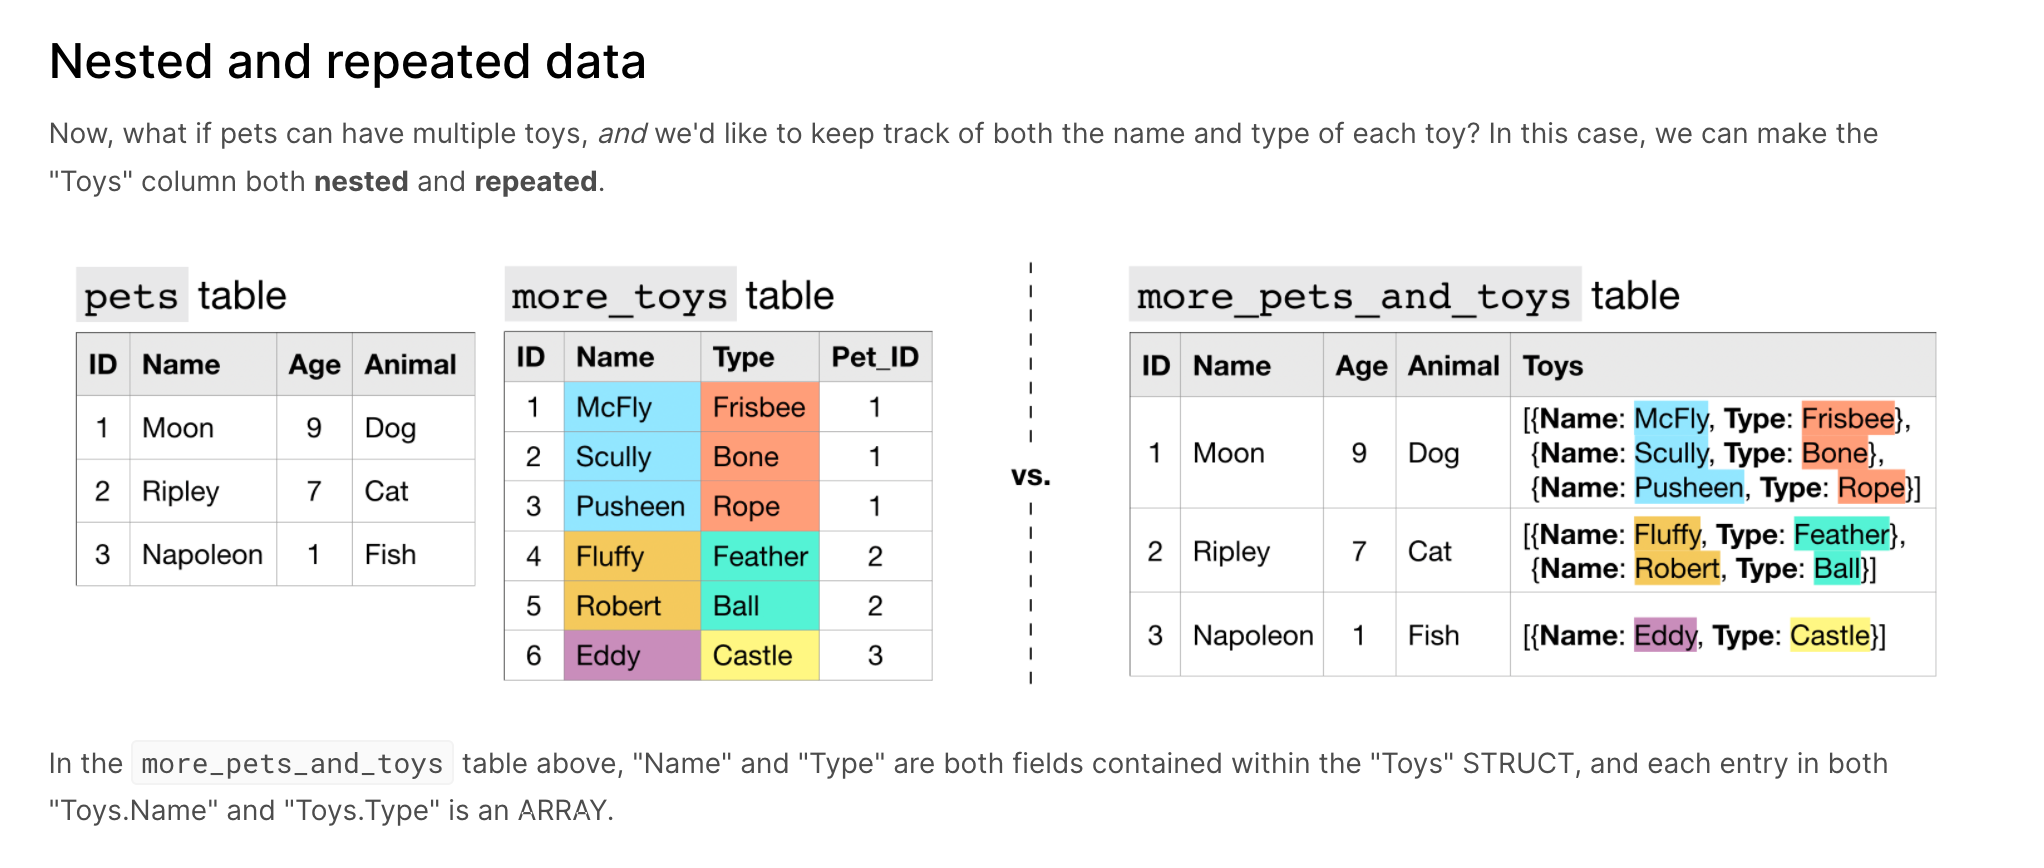 Nested and repeated data
Now, what if pets can have multiple toys, and we'd like to keep track of both the name and type of each toy? In this case, we can make the
"Toys" column both nested and repeated.
pets table
ID Name Age Animal
1 Moon 9 Dog
2 Ripley 7 Cat
3 Napoleon 1 Fish
more_toys table
ID Name Type Pet_ID
1 McFly Frisbee 1
2 Scully Bone 1
3 Pusheen Rope 1
4 Fluffy Feather 2
5 Robert Ball 2
6 Eddy Castle 3
vs.
more_pets_and_toys table
ID Name Age Animal Toys
1 Moon 9 Dog [{Name: McFly, Type: Frisbee},
{Name: Scully, Type: Bone},
{Name: Pusheen, Type: Rope}]
2 Ripley 7 Cat [{Name: Fluffy, Type: Feather},
{Name: Robert, Type: Ball}]
3 Napoleon 1 Fish [{Name: Eddy, Type: Castle}]
In the more_pets_and_toys table above, "Name" and "Type" are both fields contained within the "Toys" STRUCT, and each entry in both
"Toys.Name" and "Toys.Type" is an ARRAY.